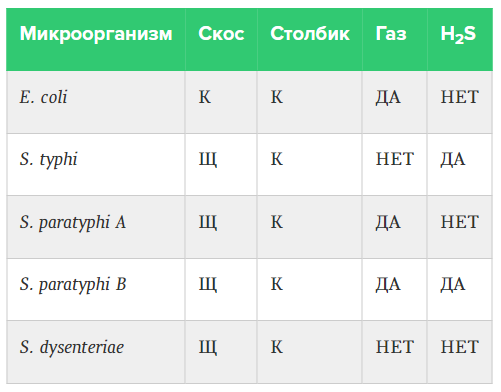 Микроорганизм Скос Столбик Газ H₂S
E. coli К К ДА НЕТ
S. typhi Щ К НЕТ ДА
S. paratyphi A Щ К ДА НЕТ
S. paratyphi B Щ К ДА ДА
S. dysenteriae Щ К НЕТ НЕТ